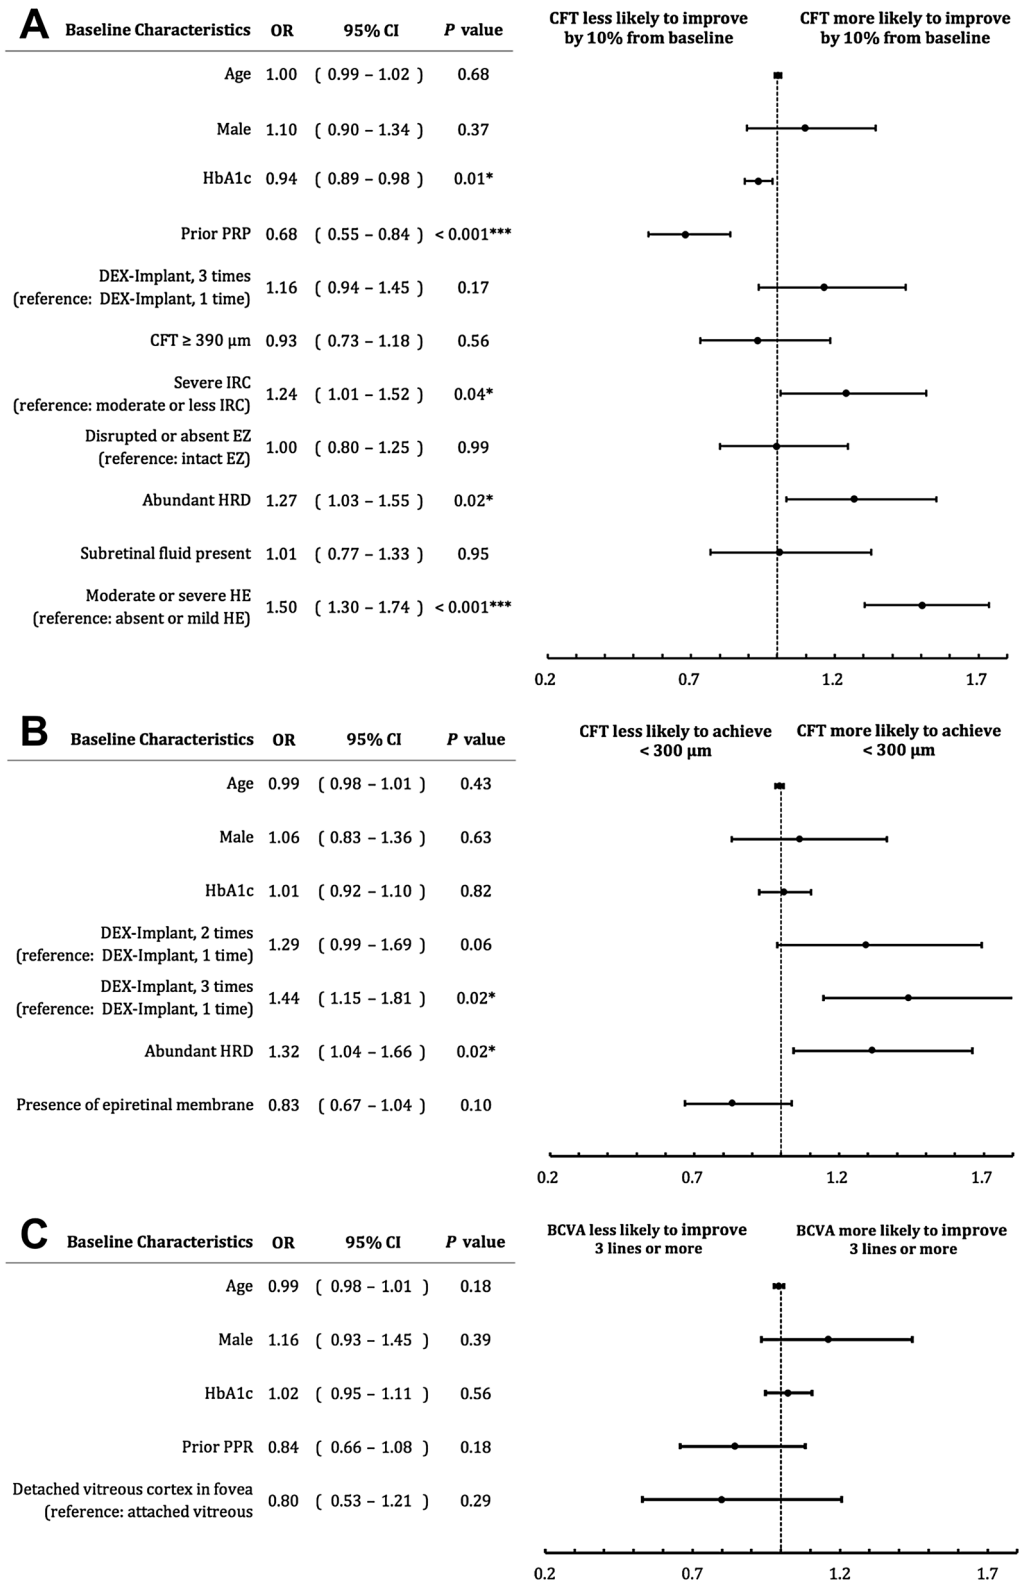 A
Baseline Characteristics OR 95% CI P value
CFT less likely to improve
by 10% from baseline
CFT more likely to improve
by 10% from baseline
Age 1.00 ( 0.99 – 1.02 ) 0.68
Male 1.10 ( 0.90 – 1.34 ) 0.37
HbA1c 0.94 ( 0.89 – 0.98 ) 0.01*
Prior PRP 0.68 ( 0.55 – 0.84 ) < 0.001***
DEX-Implant, 3 times
(reference: DEX-Implant, 1 time) 1.16 ( 0.94 – 1.45 ) 0.17
CFT ≥ 390 μm 0.93 ( 0.73 – 1.18 ) 0.56
Severe IRC
(reference: moderate or less IRC) 1.24 ( 1.01 – 1.52 ) 0.04*
Disrupted or absent EZ
(reference: intact EZ) 1.00 ( 0.80 – 1.25 ) 0.99
Abundant HRD 1.27 ( 1.03 – 1.55 ) 0.02*
Subretinal fluid present 1.01 ( 0.77 – 1.33 ) 0.95
Moderate or severe HE
(reference: absent or mild HE) 1.50 ( 1.30 – 1.74 ) < 0.001***
0.2 0.7 1.2 1.7
B
Baseline Characteristics OR 95% CI P value
CFT less likely to achieve
< 300 μm
CFT more likely to achieve
< 300 μm
Age 0.99 ( 0.98 – 1.01 ) 0.43
Male 1.06 ( 0.83 – 1.36 ) 0.63
HbA1c 1.01 ( 0.92 – 1.10 ) 0.82
DEX-Implant, 2 times
(reference: DEX-Implant, 1 time) 1.29 ( 0.99 – 1.69 ) 0.06
DEX-Implant, 3 times
(reference: DEX-Implant, 1 time) 1.44 ( 1.15 – 1.81 ) 0.02*
Abundant HRD 1.32 ( 1.04 – 1.66 ) 0.02*
Presence of epiretinal membrane 0.83 ( 0.67 – 1.04 ) 0.10
0.2 0.7 1.2 1.7
C
Baseline Characteristics OR 95% CI P value
BCVA less likely to improve
3 lines or more
BCVA more likely to improve
3 lines or more
Age 0.99 ( 0.98 – 1.01 ) 0.18
Male 1.16 ( 0.93 – 1.45 ) 0.39
HbA1c 1.02 ( 0.95 – 1.11 ) 0.56
Prior PPR 0.84 ( 0.66 – 1.08 ) 0.18
Detached vitreous cortex in fovea
(reference: attached vitreous 0.80 ( 0.53 – 1.21 ) 0.29
0.2 0.7 1.2 1.7